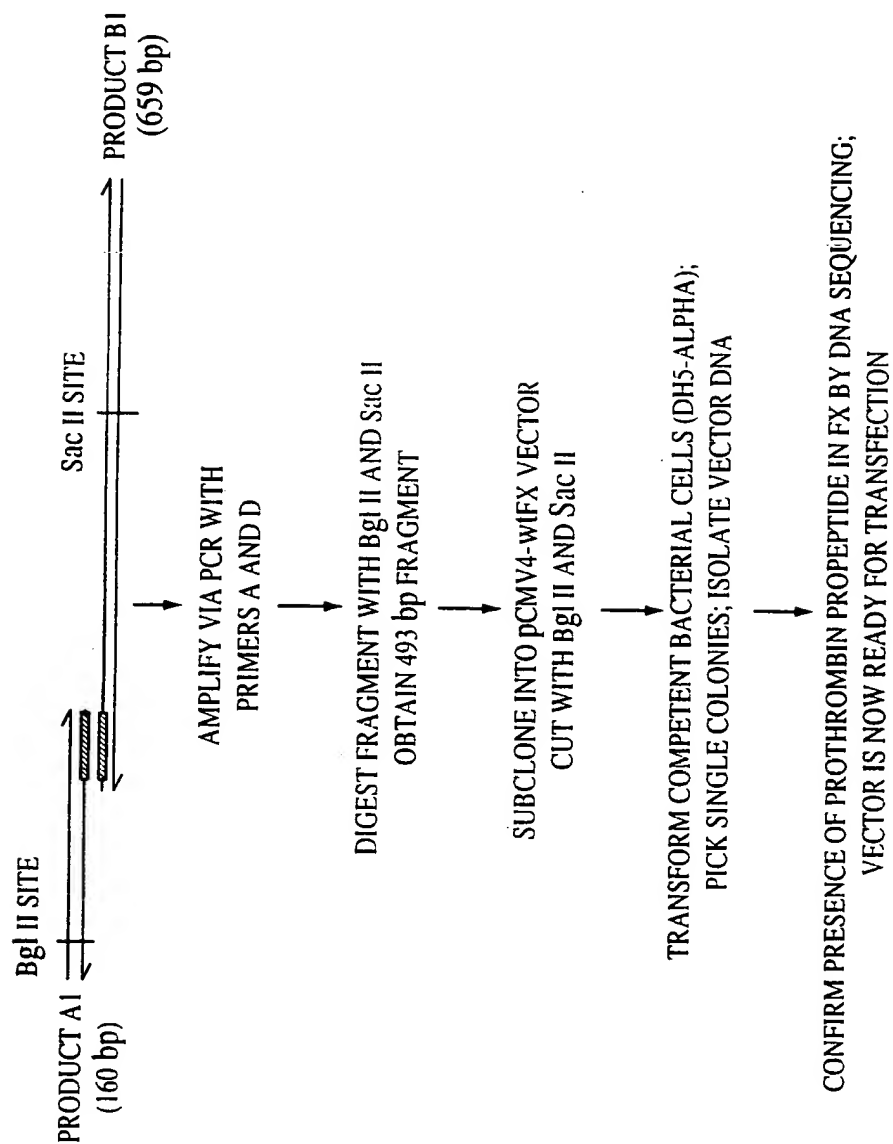 PRODUCT A1
(160 bp)
Bgl II SITE
Sac II SITE
PRODUCT B1
(659 bp)
AMPLIFY VIA PCR WITH
PRIMERS A AND D
DIGEST FRAGMENT WITH Bgl II AND Sac II
OBTAIN 493 bp FRAGMENT
SUBCLONE INTO pCMV4-wtFX VECTOR
CUT WITH Bgl II AND Sac II
TRANSFORM COMPETENT BACTERIAL CELLS (DH5-ALPHA);
PICK SINGLE COLONIES; ISOLATE VECTOR DNA
CONFIRM PRESENCE OF PROTHROMBIN PROPEPTIDE IN FX BY DNA SEQUENCING;
VECTOR IS NOW READY FOR TRANSFECTION